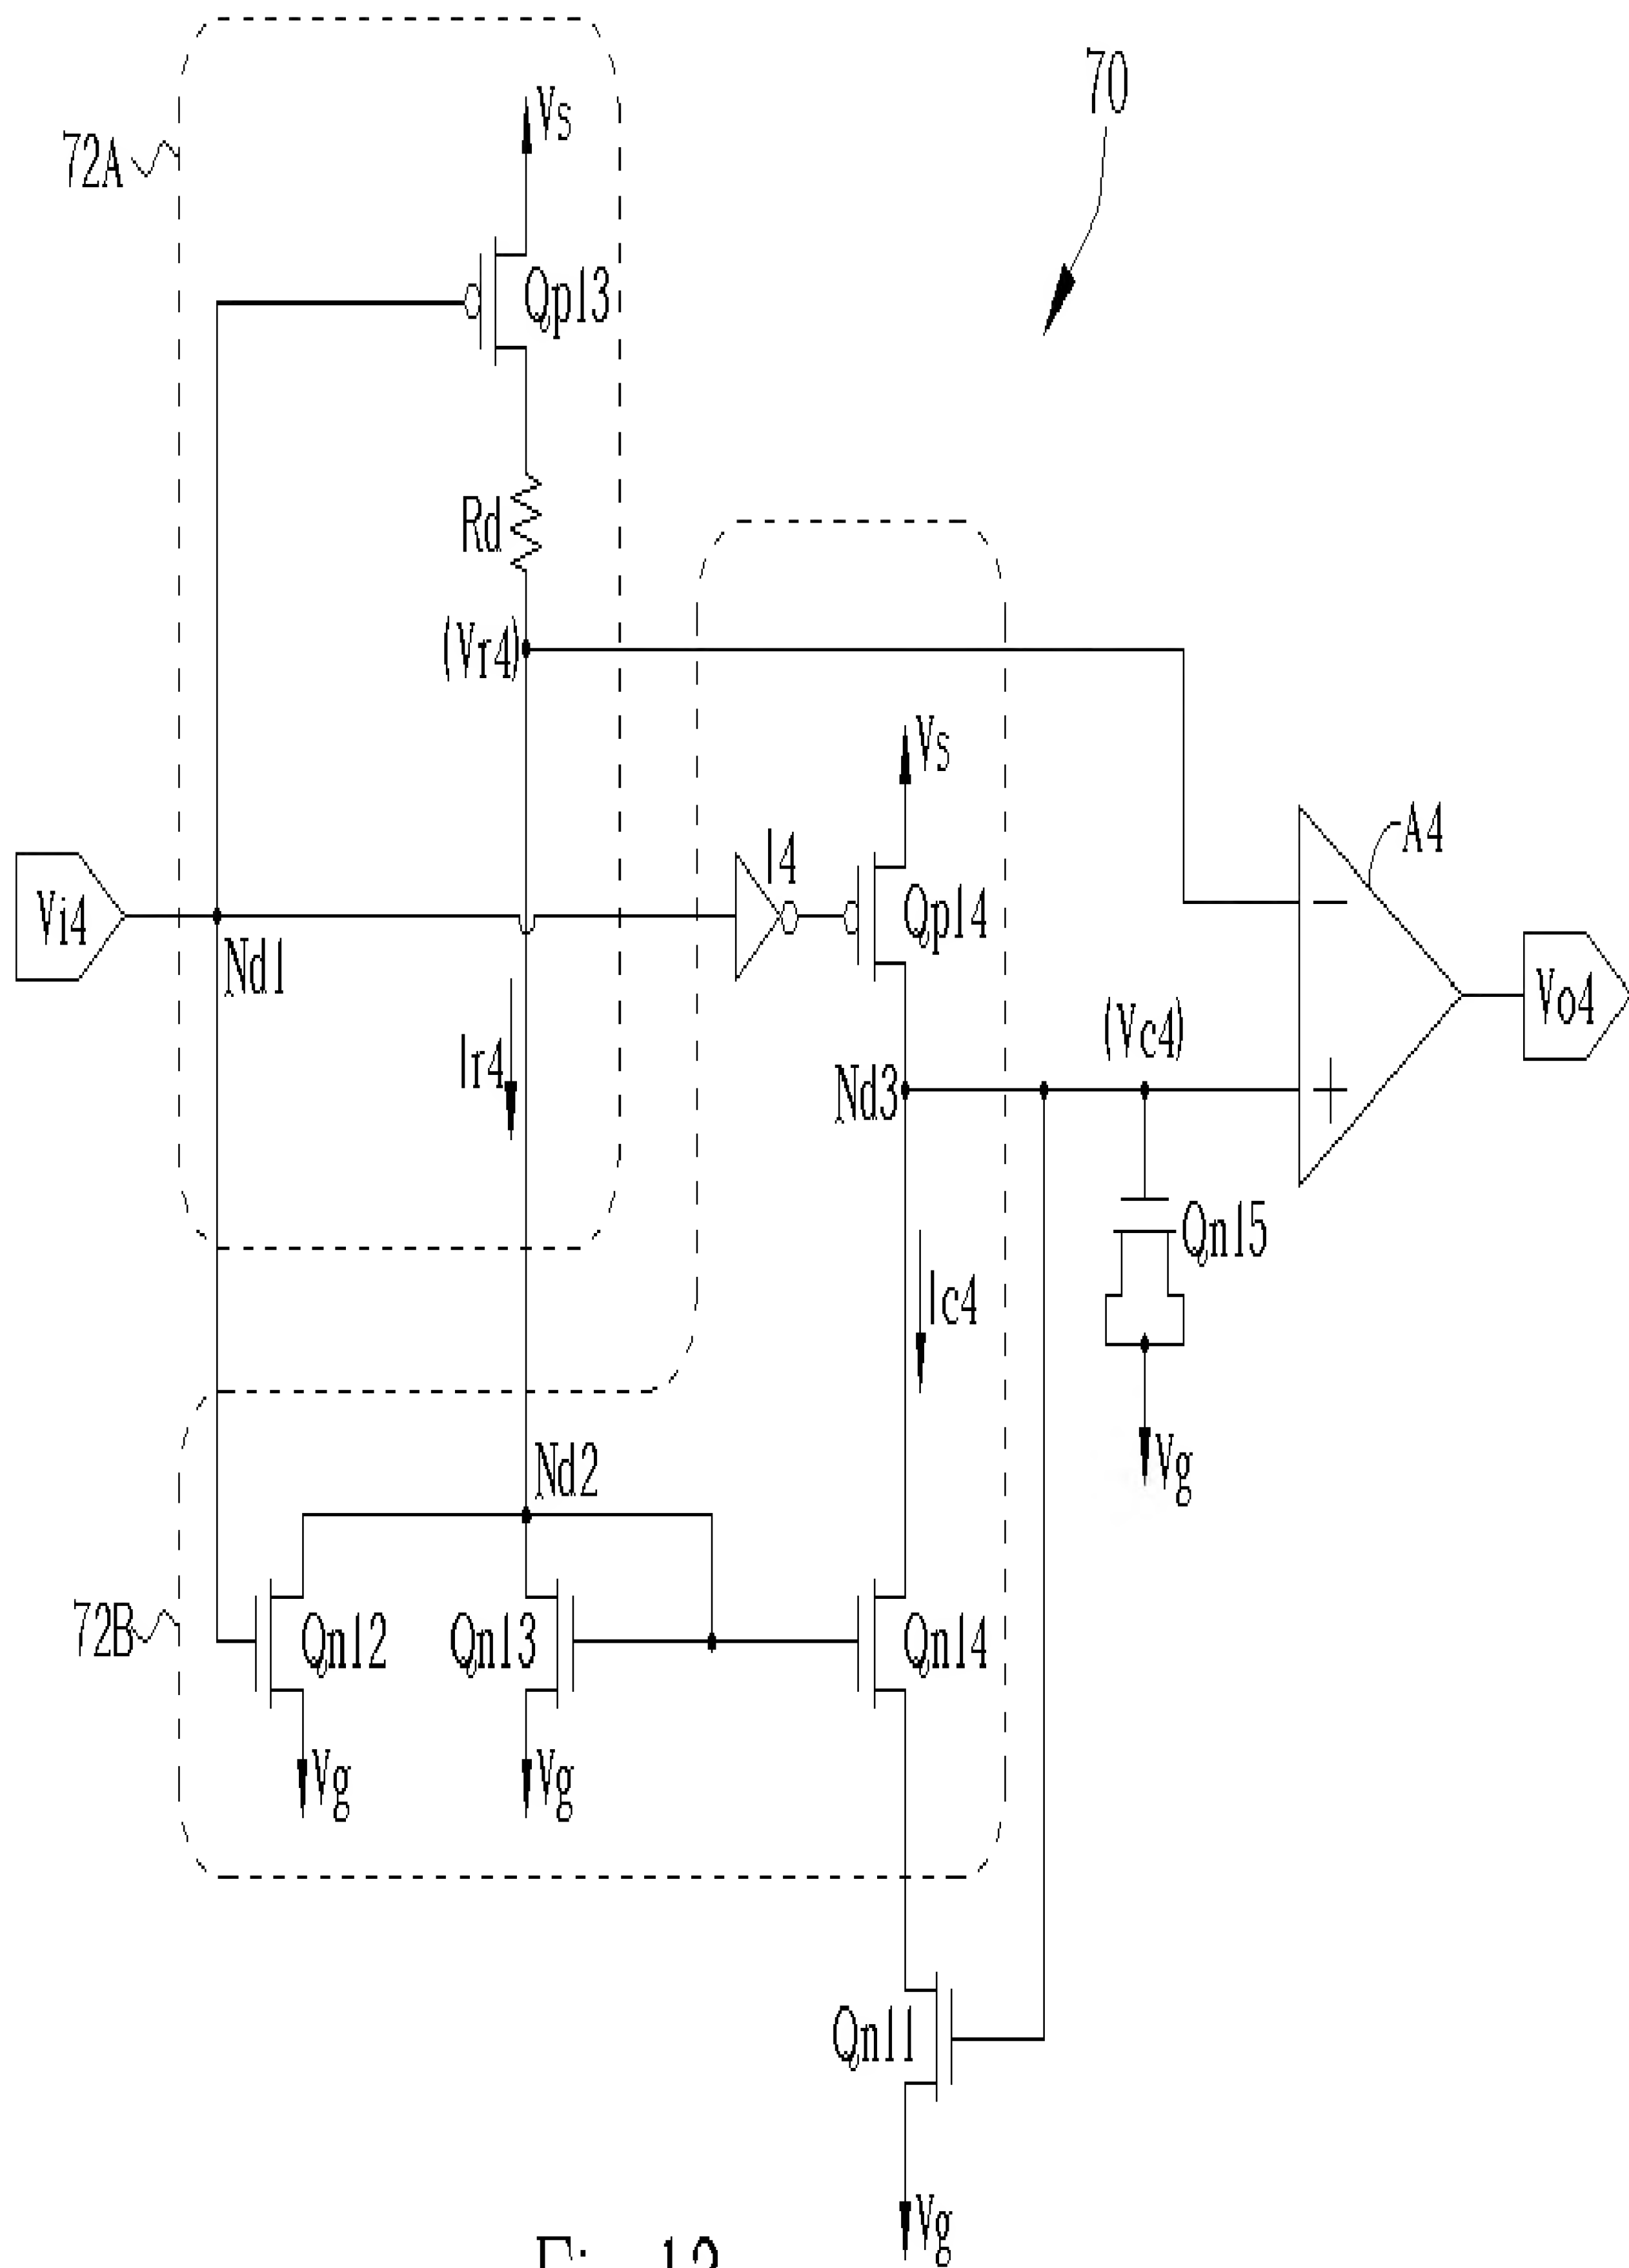 70
Vs
72A
Qp13
Rd
(Vr4)
Vs
I4
A4
Vi4
Qp14
Nd1
Vo4
(Vc4)
Ir4
Nd3
Qn15
Ic4
Nd2
Vg
72B
Qn12
Qn13
Qn14
Vg
Vg
Qn11
Vg